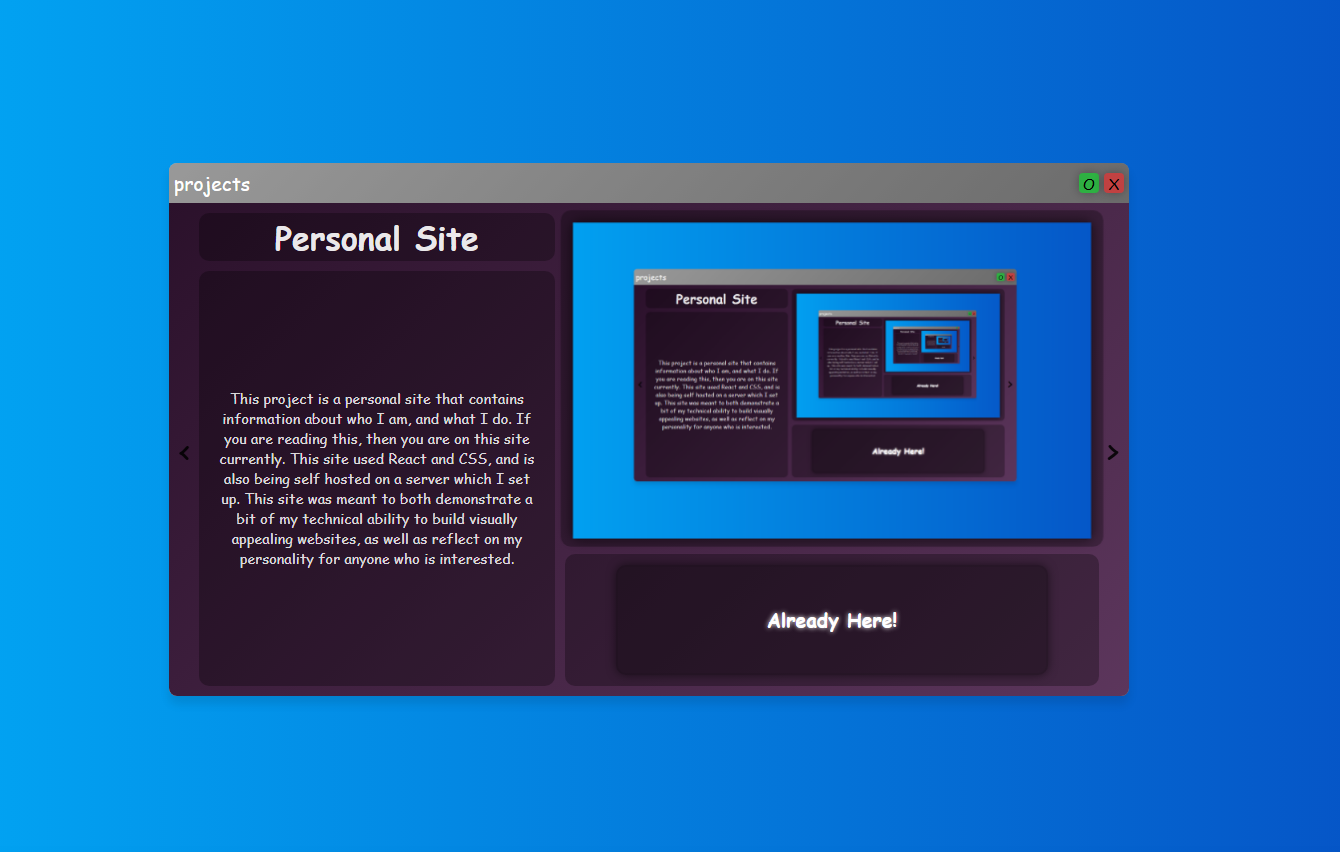 projects
O X
Personal Site
This project is a personal site that contains
information about who I am, and what I do. If
you are reading this, then you are on this site
currently. This site used React and CSS, and is
also being self hosted on a server which I set
up. This site was meant to both demonstrate a
bit of my technical ability to build visually
appealing websites, as well as reflect on my
personality for anyone who is interested.
projects
O X
Personal Site
This project is a personal site that contains
information about who I am, and what I do. If
you are reading this, then you are on this site
currently. This site used React and CSS, and is
also being self hosted on a server which I set
up. This site was meant to both demonstrate a
bit of my technical ability to build visually
appealing websites, as well as reflect on my
personality for anyone who is interested.
Personal Site
Already Here!
Already Here!
Already Here!